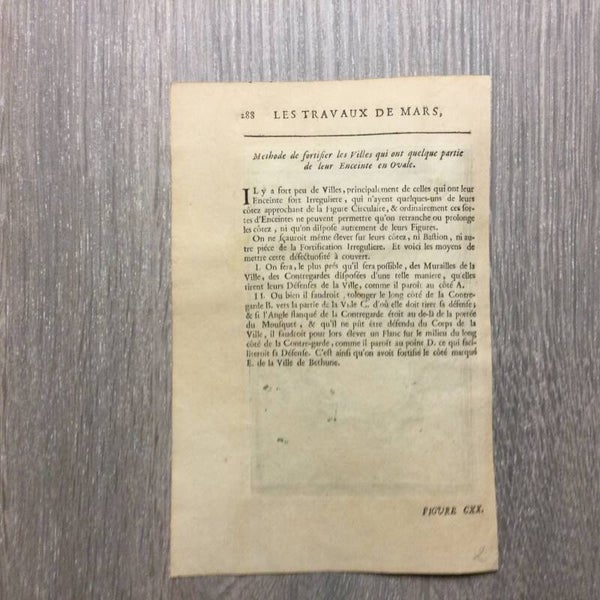 288 LES TRAVAUX DE MARS,
Methode de fortifier les Villes qui ont quelque partie
de leur Enceinte en Ovale.
IL y a fort peu de Villes, principalement de celles qui ont leur
Enceinte fort Irreguliere, qui n'ayent quelques-uns de leurs
côtez approchant de la Figure Circulaire, & ordinairement ces sor-
tes d'Enceintes ne peuvent permettre qu'on retranche ou prolonge
les côtez, ni qu'on dispose autrement de leurs Figures.
On ne sçauroit même élever sur leurs côtez, ni Bastion, ni au-
tre piéce de la Fortification Irreguliere. Et voici les moyens de
mettre cette défectuosité à couvert.
I. On fera, le plus prés qu'il sera possible, des Murailles de la
Ville, des Contregardes disposées d'une telle maniere, qu'elles
tirent leurs Défenses de la Ville, comme il paroît au côté A.
II. Ou bien il faudroit, tolonger le long côté de la Contre-
garde B. vers la partie de la Ville C. d'où elle doit tirer sa défense;
& si l'Angle flanqué de la Contregarde étoit au de-là de la portée
du Mousquet, & qu'il ne pût être défendu du Corps de la
Ville, il faudroit pour lors élever un Flanc sur le milieu du long
côté de la Contre-garde, comme il paroît au point D. ce qui faci-
literoit sa Défense. C'est ainsi qu'on avoit fortifié le côté marqué
E. de la Ville de Bethune.
FIGURE CXX.
2